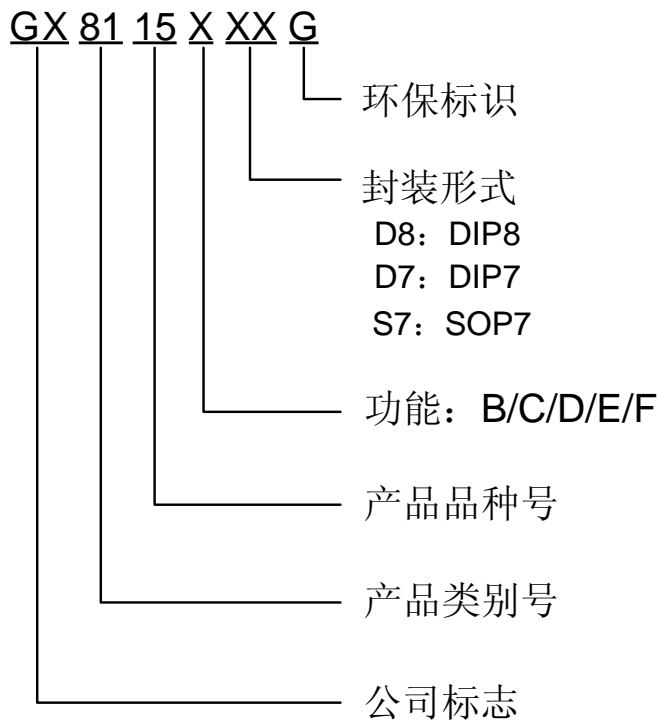 GX 81 15 X XX G
环保标识
封装形式
D8：DIP8
D7：DIP7
S7：SOP7
功能：B/C/D/E/F
产品品种号
产品类别号
公司标志